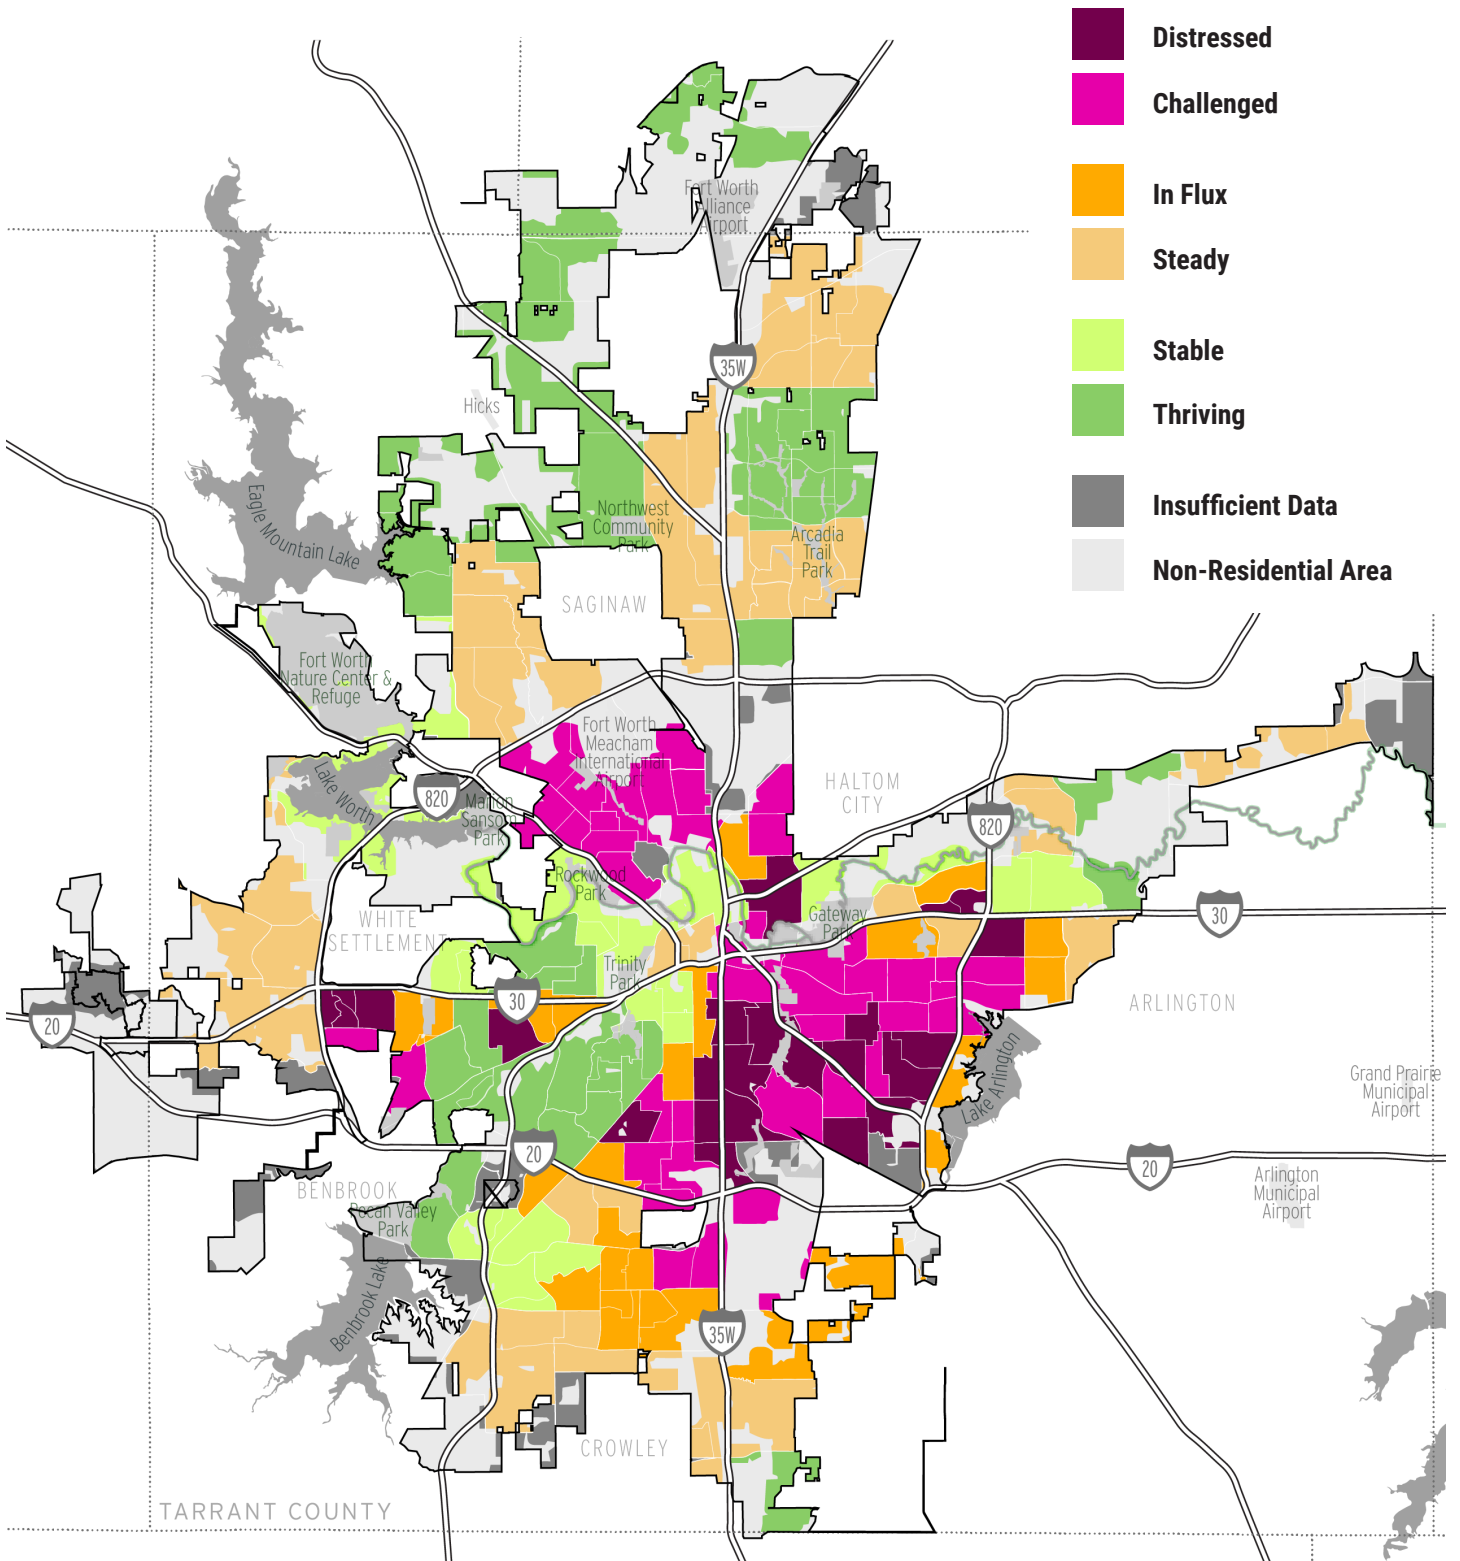 Distressed
Challenged
In Flux
Steady
Stable
Thriving
Insufficient Data
Non-Residential Area
Fort Worth
Alliance
Airport
35W
Hicks
Eagle Mountain Lake
Northwest
Community
Park
Arcadia
Trail
Park
SAGINAW
Fort Worth
Nature Center &
Refuge
Fort Worth
Meacham
International
Airport
Lake Worth
820
Marion
Sansom
Park
HALTOM
CITY
820
Rockwood
Park
WHITE
SETTLEMENT
Gateway
Park
30
Trinity
Park
30
20
ARLINGTON
Lake Arlington
Grand Prairie
Municipal
Airport
20
20
Arlington
Municipal
Airport
BENBROOK
Pecan Valley
Park
Benbrook Lake
35W
CROWLEY
TARRANT COUNTY